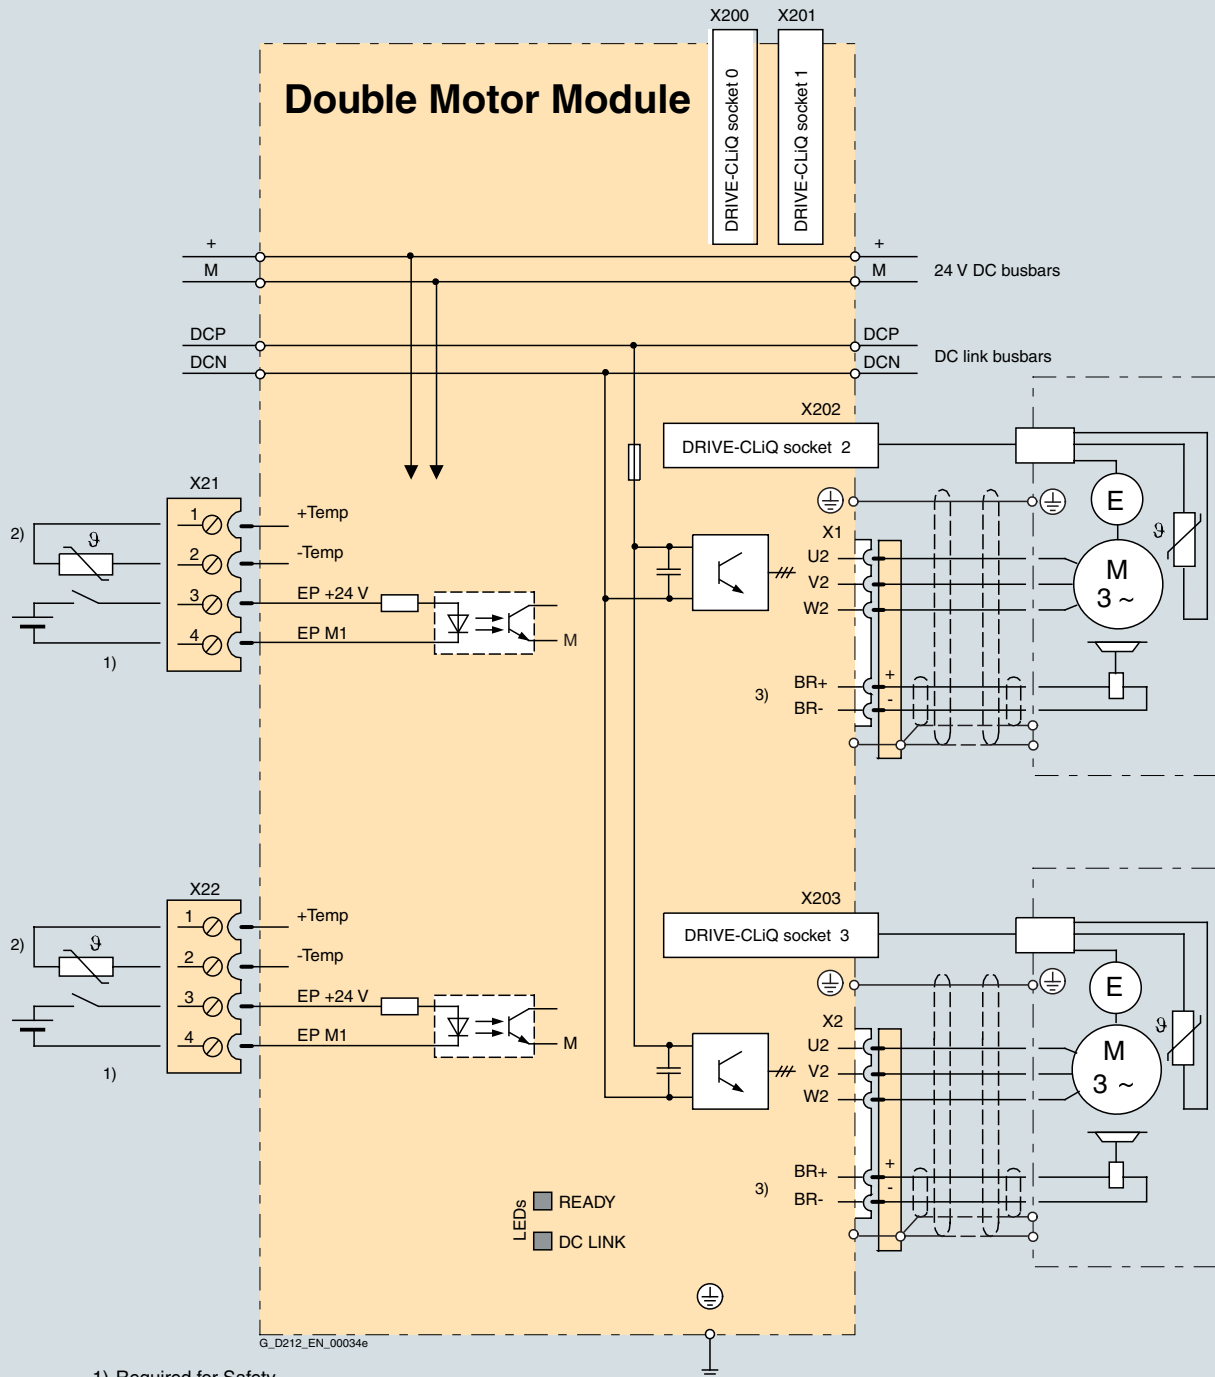 X200 X201
Double Motor Module
DRIVE-CLiQ socket 0
DRIVE-CLiQ socket 1
+ +
M M 24 V DC busbars
DCP DCP
DCN DCN DC link busbars
X202
DRIVE-CLiQ socket 2
X21
1 +Temp
2) ϑ
2 -Temp
3 EP +24 V
4 EP M1 M
1)
X1
U2
V2
W2
E
ϑ
M
3 ~
3) BR+ +
BR- -
X22
1 +Temp
2) ϑ
2 -Temp
3 EP +24 V
4 EP M1 M
1)
X203
DRIVE-CLiQ socket 3
X2
U2
V2
W2
E
ϑ
M
3 ~
3) BR+ +
BR- -
LEDs
READY
DC LINK
G_D212_EN_00034e
1) Required for Safety